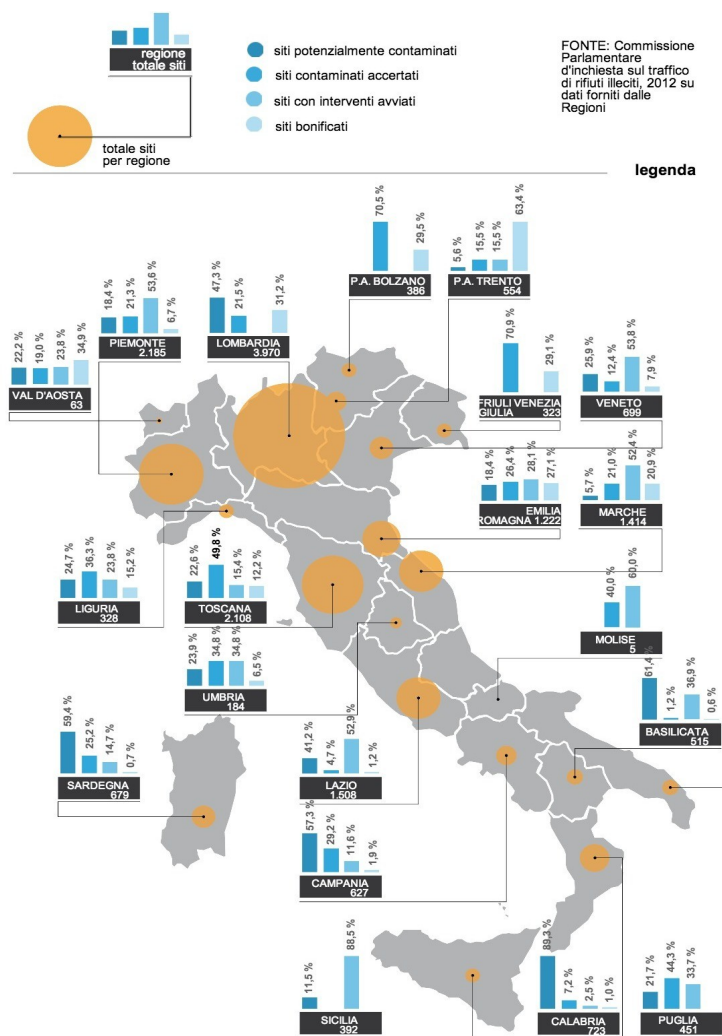 regione
totale siti
totale siti
per regione
siti potenzialmente contaminati
siti contaminati accertati
siti con interventi avviati
siti bonificati
FONTE: Commissione
Parlamentare
d'inchiesta sul traffico
di rifiuti illeciti, 2012 su
dati forniti dalle
Regioni
legenda
70,5 %
29,5 %
P.A. BOLZANO
386
5,6 %
15,5 %
15,5 %
63,4 %
P.A. TRENTO
554
22,2 %
19,0 %
23,8 %
34,9 %
VAL D'AOSTA
63
18,4 %
21,3 %
53,6 %
6,7 %
PIEMONTE
2.185
47,3 %
21,5 %
31,2 %
LOMBARDIA
3.970
70,9 %
29,1 %
FRIULI VENEZIA
GIULIA 323
25,9 %
12,4 %
53,8 %
7,9 %
VENETO
699
18,4 %
26,4 %
28,1 %
27,1 %
EMILIA
ROMAGNA 1.222
5,7 %
21,0 %
52,4 %
20,9 %
MARCHE
1.414
24,7 %
36,3 %
23,8 %
15,2 %
LIGURIA
328
22,6 %
49,8 %
15,4 %
12,2 %
TOSCANA
2.108
40,0 %
60,0 %
MOLISE
5
23,9 %
34,8 %
34,8 %
6,5 %
UMBRIA
184
61,4 %
1,2 %
36,9 %
0,6 %
BASILICATA
515
59,4 %
25,2 %
14,7 %
0,7 %
SARDEGNA
679
41,2 %
4,7 %
52,9 %
1,2 %
LAZIO
1.508
57,3 %
29,2 %
11,6 %
1,9 %
CAMPANIA
627
11,5 %
88,5 %
SICILIA
392
89,3 %
7,2 %
2,5 %
1,0 %
CALABRIA
723
21,7 %
44,3 %
33,7 %
PUGLIA
451